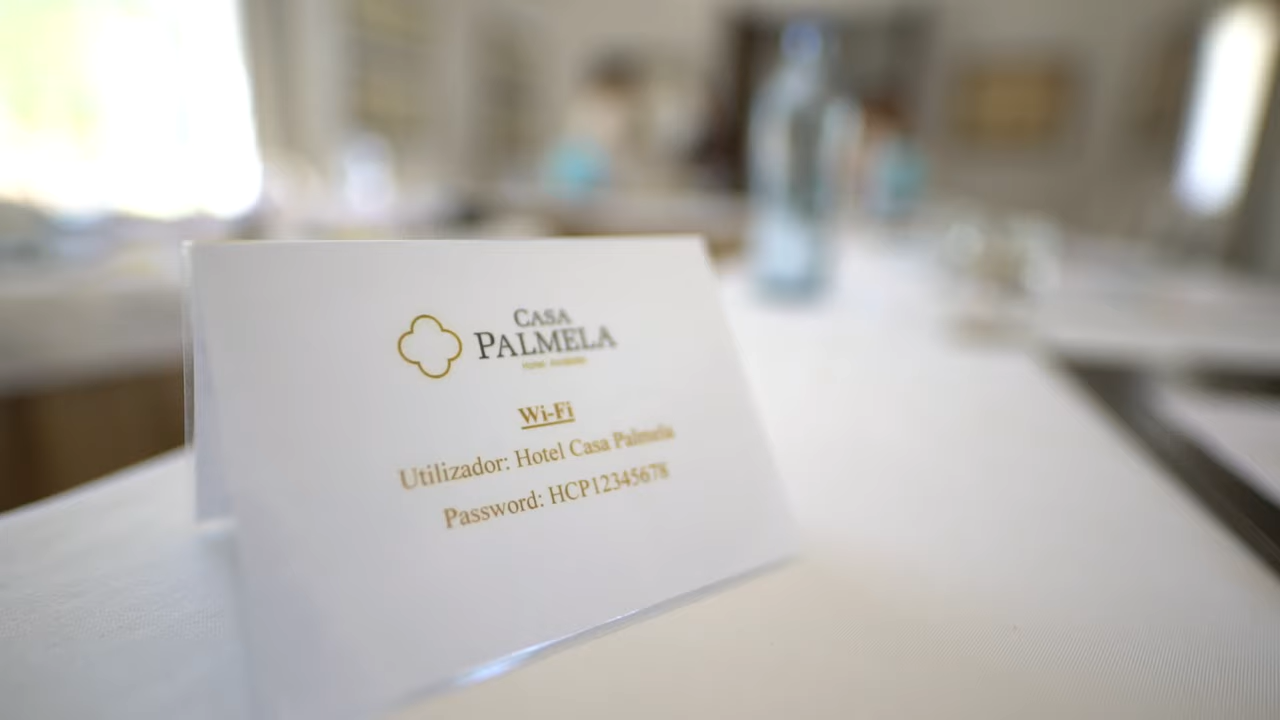 CASA
PALMELA
Wi-Fi
Utilizador: Hotel Casa Palmela
Password: HCP12345678